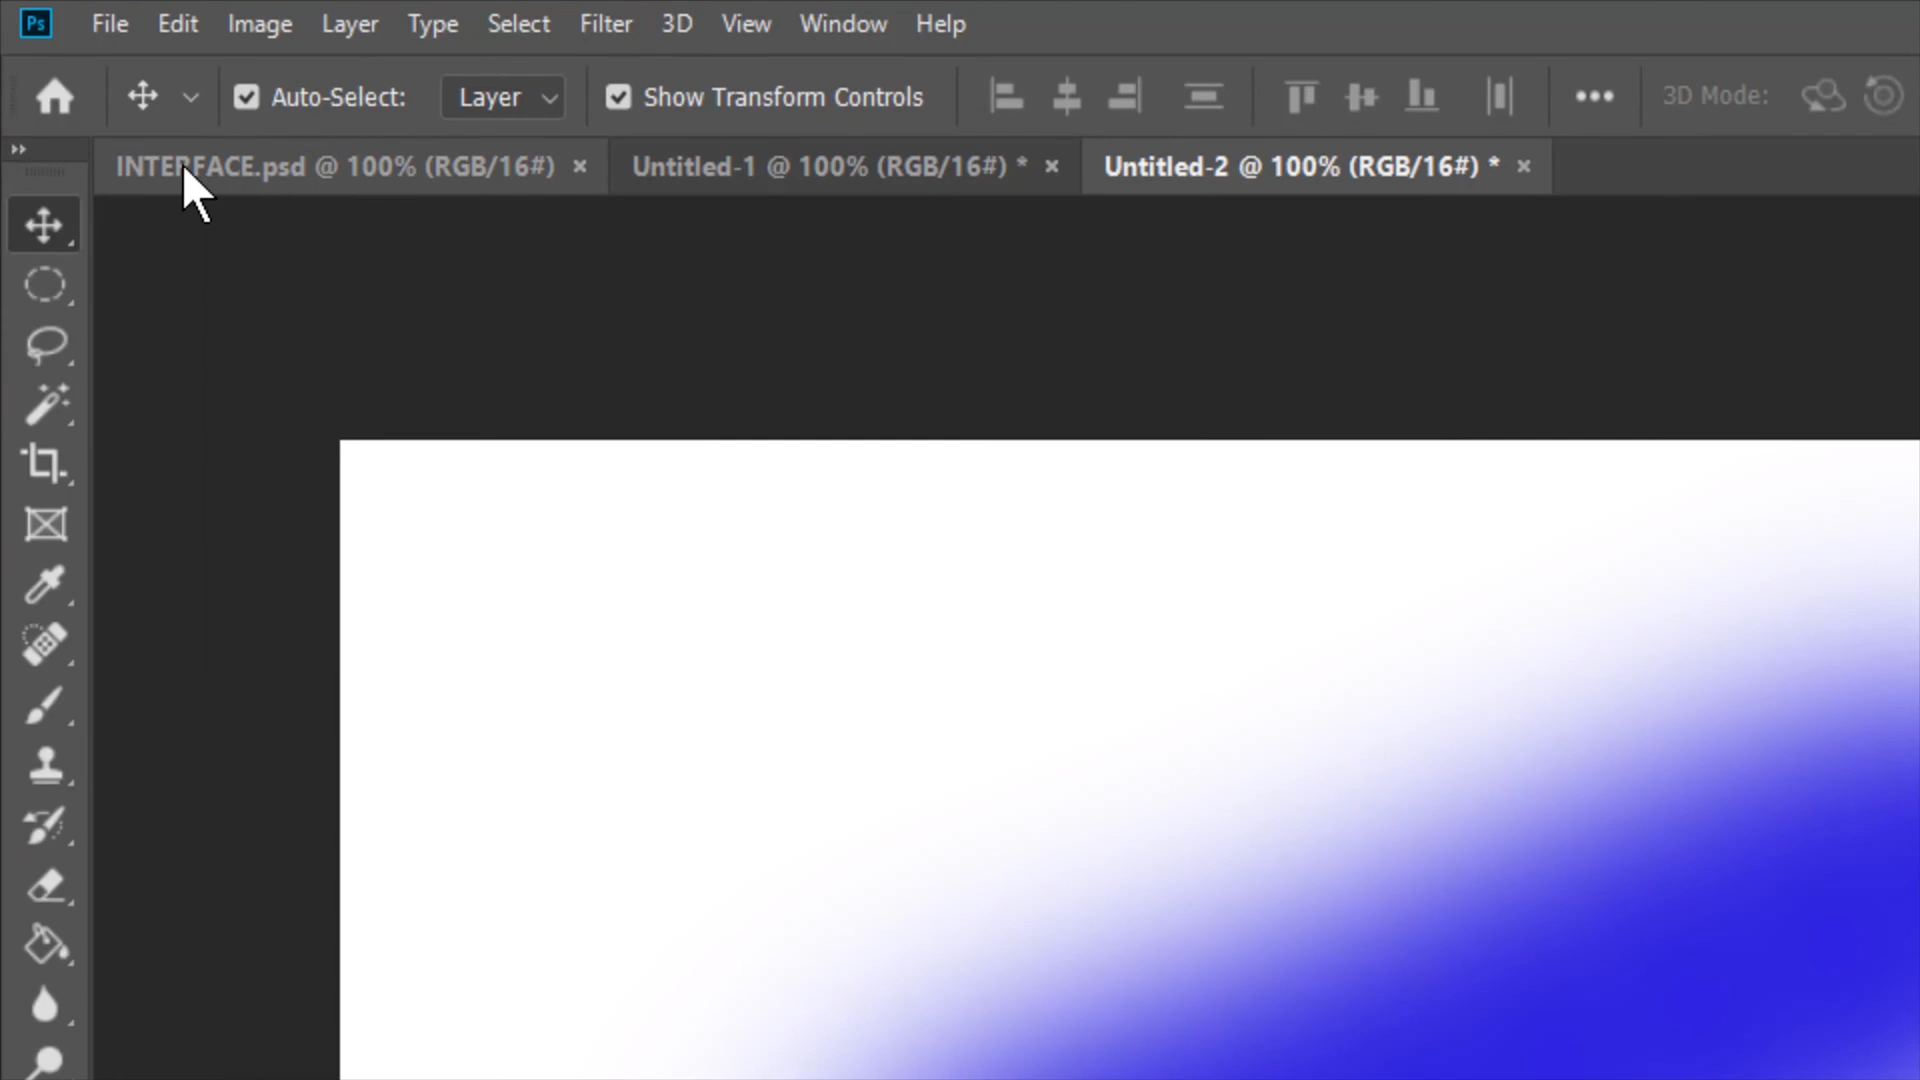 Ps File Edit Image Layer Type Select Filter 3D View Window Help
Auto-Select: Layer Show Transform Controls 3D Mode:
INTERFACE.psd @ 100% (RGB/16#) × Untitled-1 @ 100% (RGB/16#) * × Untitled-2 @ 100% (RGB/16#) * ×